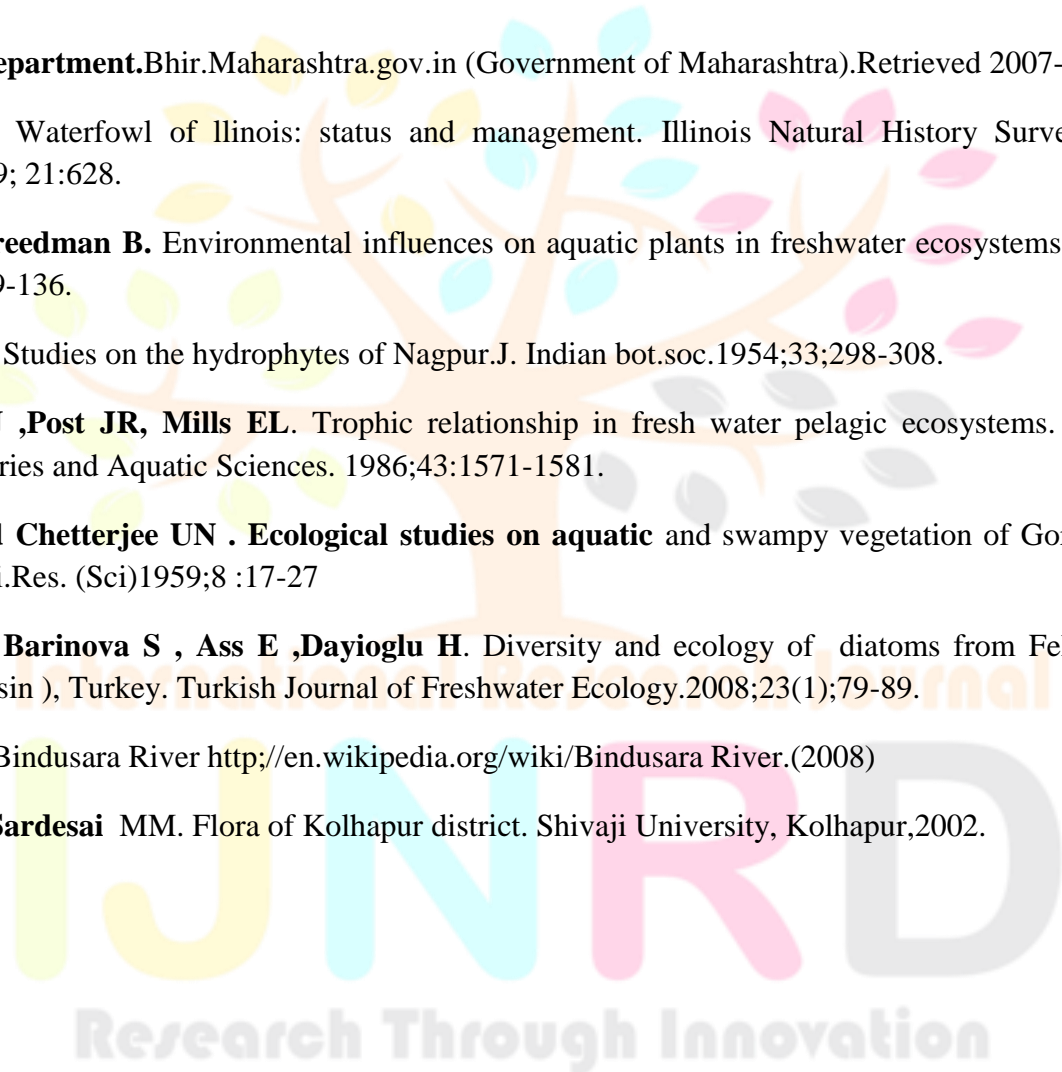 epartment.Bhir.Maharashtra.gov.in (Government of Maharashtra).Retrieved 2007-
Waterfowl of llinois: status and management. Illinois Natural History Surve
9; 21:628.
reedman B. Environmental influences on aquatic plants in freshwater ecosystems
9-136.
Studies on the hydrophytes of Nagpur.J. Indian bot.soc.1954;33;298-308.
,Post JR, Mills EL. Trophic relationship in fresh water pelagic ecosystems.
ries and Aquatic Sciences. 1986;43:1571-1581.
Chetterjee UN . Ecological studies on aquatic and swampy vegetation of Go
i.Res. (Sci)1959;8 :17-27
Barinova S , Ass E ,Dayioglu H. Diversity and ecology of diatoms from Fe
sin ), Turkey. Turkish Journal of Freshwater Ecology.2008;23(1);79-89.
International Research Journal
Bindusara River http;//en.wikipedia.org/wiki/Bindusara River.(2008)
Sardesai MM. Flora of Kolhapur district. Shivaji University, Kolhapur,2002.
IJNRD
Research Through Innovation